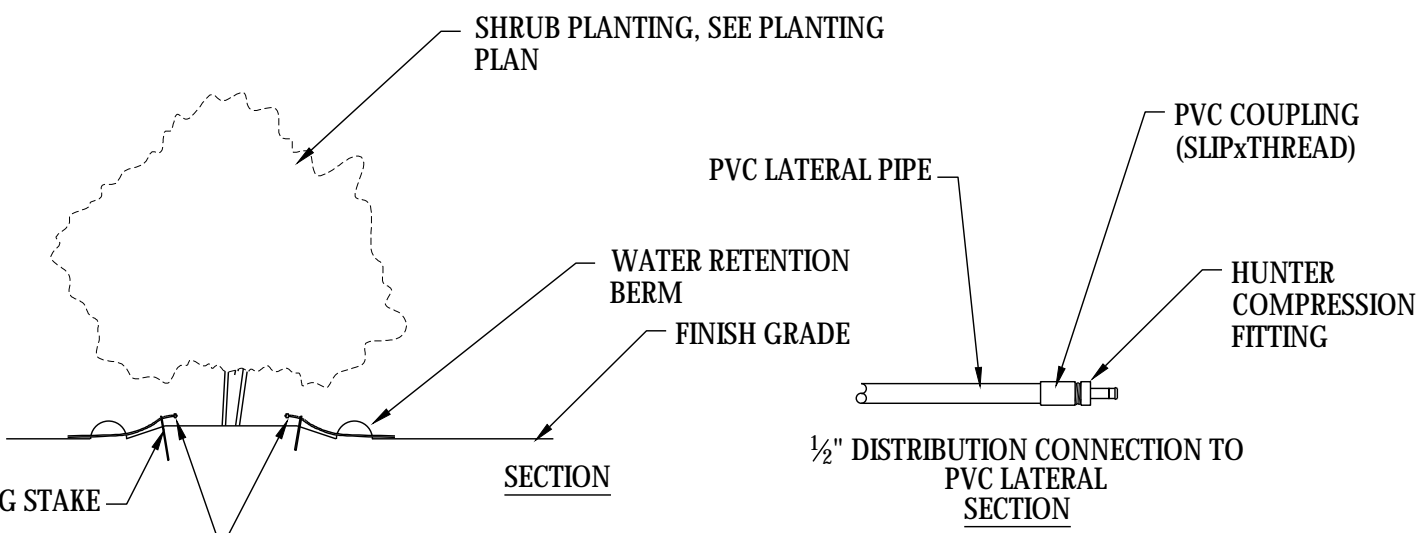 SHRUB PLANTING, SEE PLANTING
PLAN
PVC COUPLING
(SLIPxTHREAD)
PVC LATERAL PIPE
WATER RETENTION
BERM
HUNTER
COMPRESSION
FITTING
FINISH GRADE
½" DISTRIBUTION CONNECTION TO
PVC LATERAL
SECTION
SECTION
G STAKE